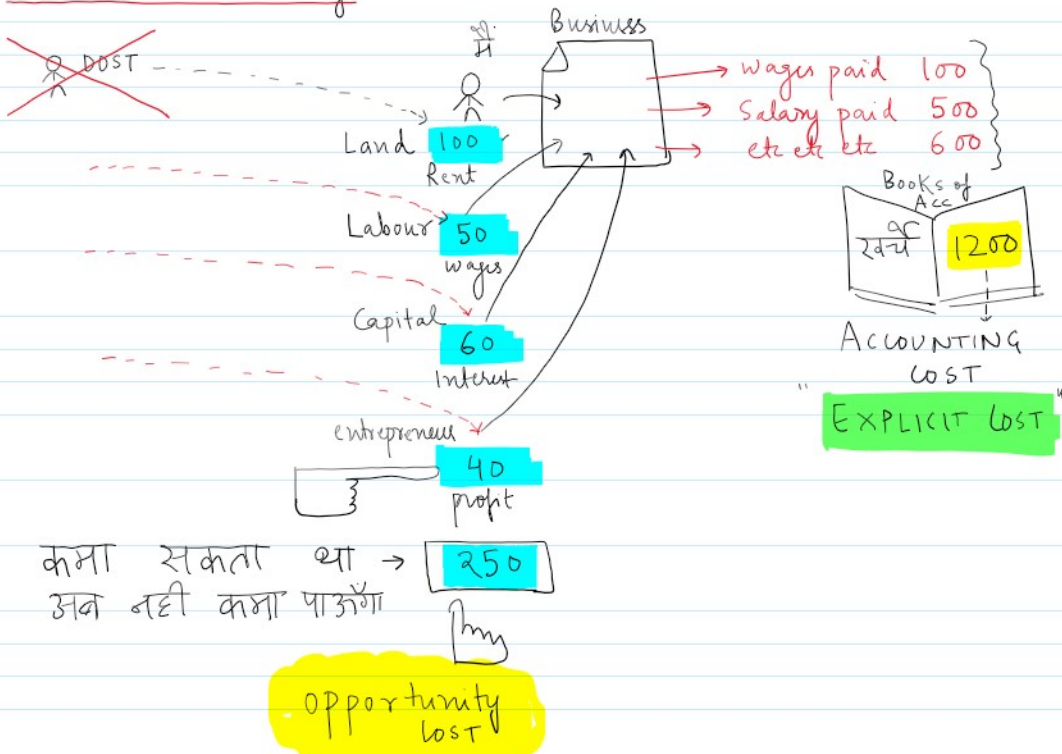 DOST
मैं
Business
Land 100
Rent
Labour 50
wages
Capital
60
Interest
entrepreneur
40
profit
कमा सकता था → 250
अब नही कमा पाऊँगा
opportunity
COST
→ wages paid 100
→ Salary paid 500
→ etc etc etc 600
Books of
Acc
खर्चे 1200
ACCOUNTING
COST
"EXPLICIT COST"